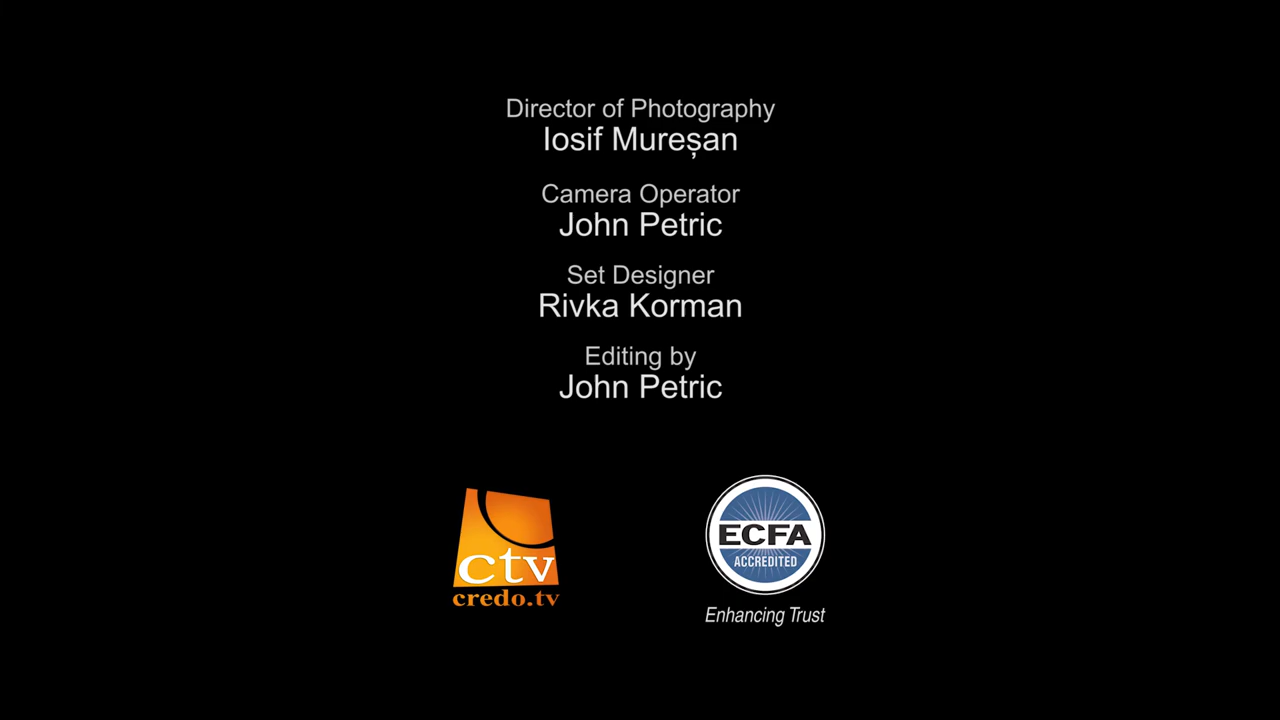 Director of Photography
Iosif Mureșan
Camera Operator
John Petric
Set Designer
Rivka Korman
Editing by
John Petric
ctv
credo.tv
ECFA
ACCREDITED
Enhancing Trust